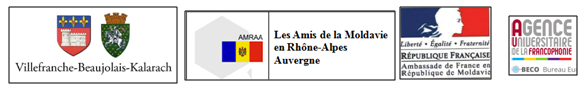 Villefranche-Beaujolais-Kalarach
AMRAA
Les Amis de la Moldavie
en Rhône-Alpes
Auvergne
Liberté • Égalité • Fraternité
RÉPUBLIQUE FRANÇAISE
Ambassade de France en
République de Moldavie
AGENCE
UNIVERSITAIRE
DE LA FRANCOPHONIE
BECO Bureau Eu